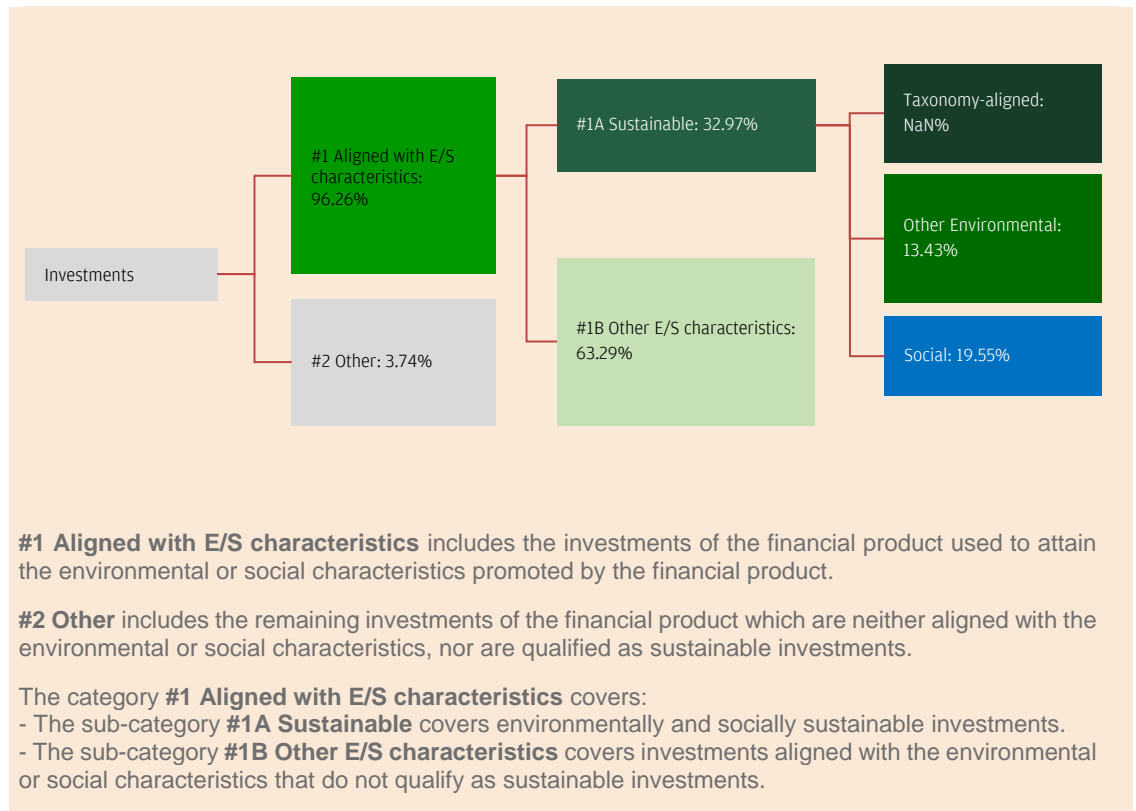 Investments
#1 Aligned with E/S
characteristics:
96.26%
#2 Other: 3.74%
#1A Sustainable: 32.97%
#1B Other E/S characteristics:
63.29%
Taxonomy-aligned:
NaN%
Other Environmental:
13.43%
Social: 19.55%
#1 Aligned with E/S characteristics includes the investments of the financial product used to attain
the environmental or social characteristics promoted by the financial product.
#2 Other includes the remaining investments of the financial product which are neither aligned with the
environmental or social characteristics, nor are qualified as sustainable investments.
The category #1 Aligned with E/S characteristics covers:
- The sub-category #1A Sustainable covers environmentally and socially sustainable investments.
- The sub-category #1B Other E/S characteristics covers investments aligned with the environmental
or social characteristics that do not qualify as sustainable investments.